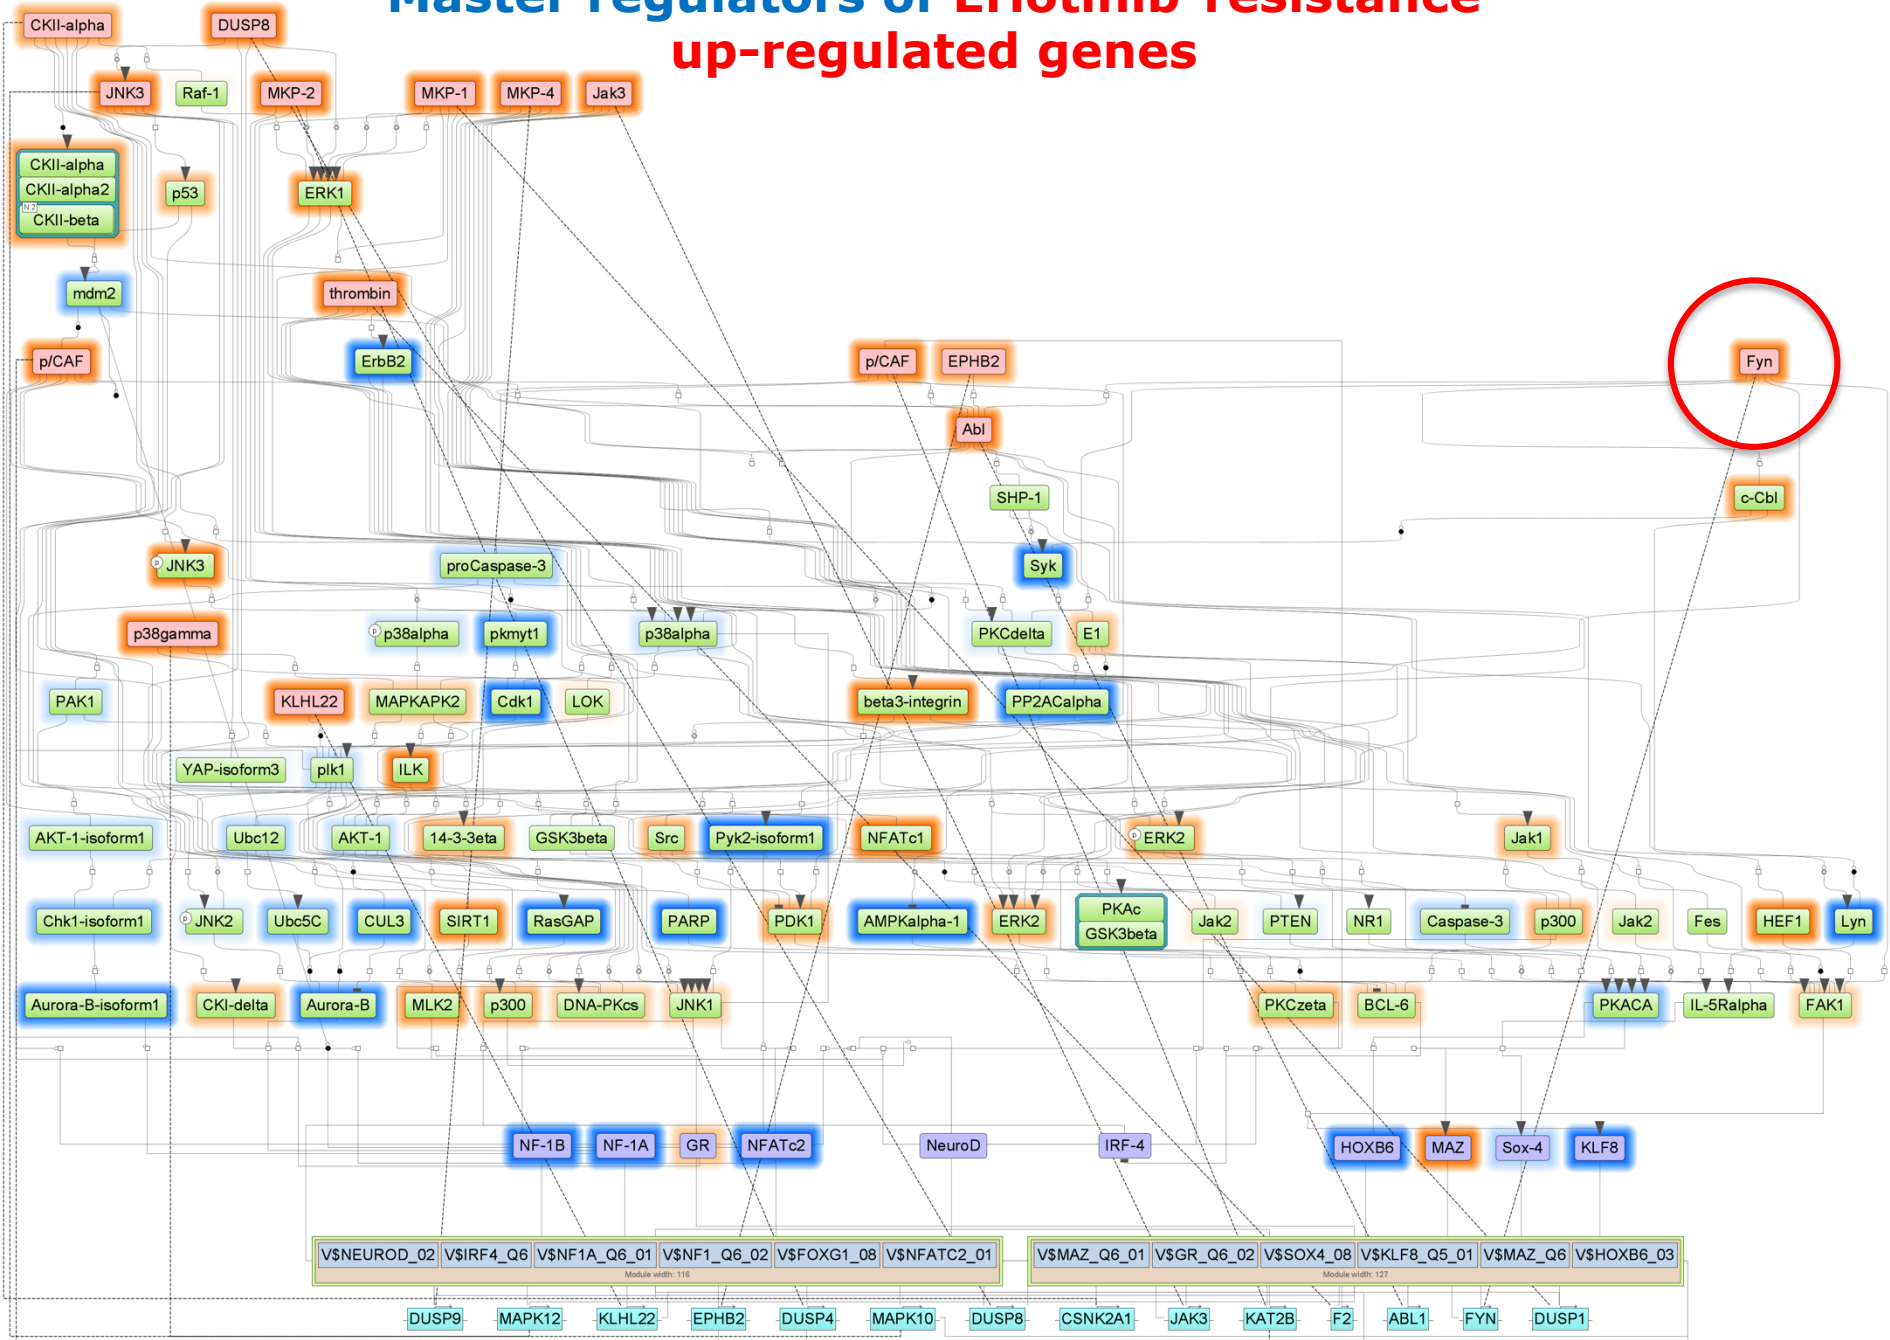 Master regulators of Erlotinib resistance
up-regulated genes
CKII-alpha
DUSP8
JNK3
Raf-1
MKP-2
MKP-1
MKP-4
Jak3
CKII-alpha
CKII-alpha2
N:2
CKII-beta
p53
ERK1
mdm2
thrombin
p/CAF
ErbB2
p/CAF
EPHB2
Fyn
Abl
SHP-1
c-Cbl
p
JNK3
proCaspase-3
Syk
p38gamma
p
p38alpha
pkmyt1
p38alpha
PKCdelta
E1
PAK1
KLHL22
MAPKAPK2
Cdk1
LOK
beta3-integrin
PP2ACalpha
YAP-isoform3
plk1
ILK
AKT-1-isoform1
Ubc12
AKT-1
14-3-3eta
GSK3beta
Src
Pyk2-isoform1
NFATc1
p
ERK2
Jak1
Chk1-isoform1
p
JNK2
Ubc5C
CUL3
SIRT1
RasGAP
PARP
PDK1
AMPKalpha-1
ERK2
PKAc
GSK3beta
Jak2
PTEN
NR1
Caspase-3
p300
Jak2
Fes
HEF1
Lyn
Aurora-B-isoform1
CKI-delta
Aurora-B
MLK2
p300
DNA-PKcs
JNK1
PKCzeta
BCL-6
PKACA
IL-5Ralpha
FAK1
NF-1B
NF-1A
GR
NFATc2
NeuroD
IRF-4
HOXB6
MAZ
Sox-4
KLF8
V$NEUROD_02 V$IRF4_Q6 V$NF1A_Q6_01 V$NF1_Q6_02 V$FOXG1_08 V$NFATC2_01
Module width: 116
V$MAZ_Q6_01 V$GR_Q6_02 V$SOX4_08 V$KLF8_Q5_01 V$MAZ_Q6 V$HOXB6_03
Module width: 127
DUSP9
MAPK12
KLHL22
EPHB2
DUSP4
MAPK10
DUSP8
CSNK2A1
JAK3
KAT2B
F2
ABL1
FYN
DUSP1